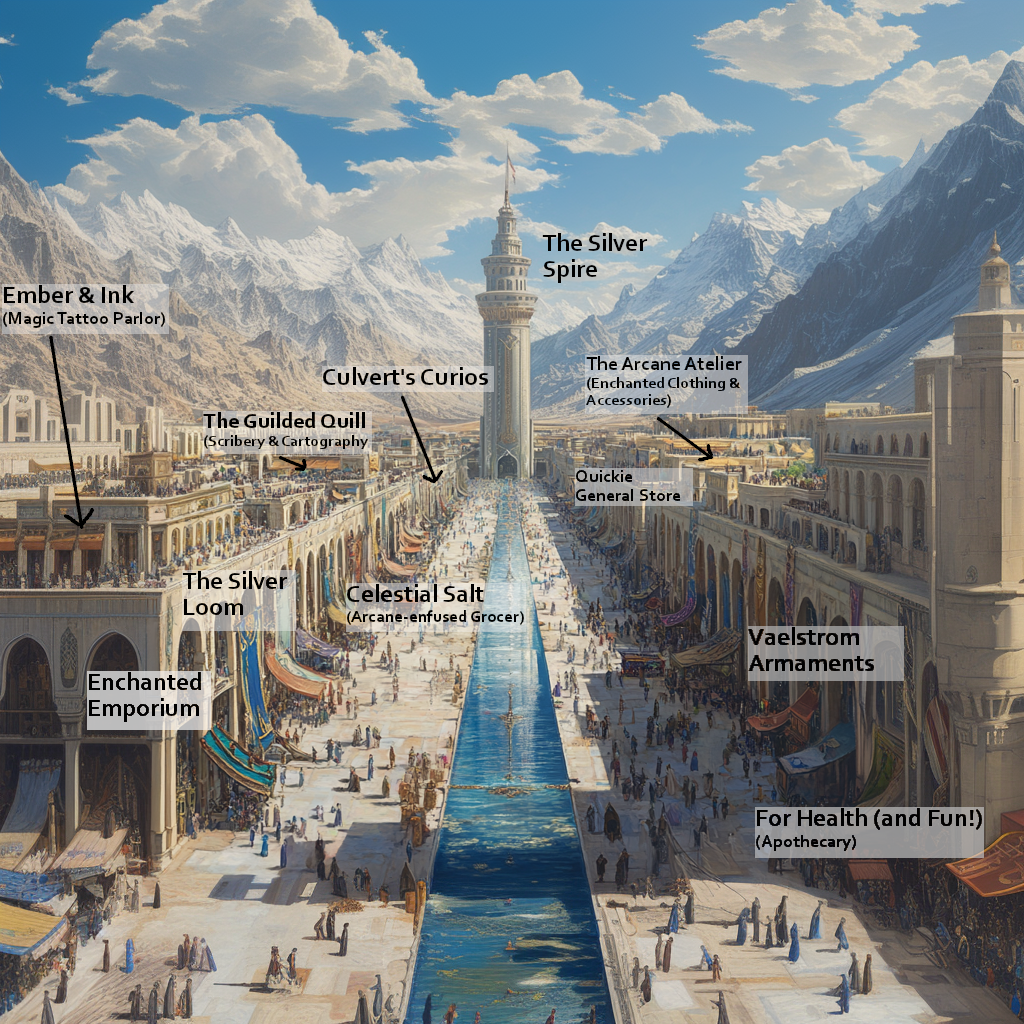 The Silver
Spire
Ember & Ink
(Magic Tattoo Parlor)
Culvert's Curios
The Arcane Atelier
(Enchanted Clothing &
Accessories)
The Guilded Quill
(Scribery & Cartography
Quickie
General Store
The Silver
Loom
Celestial Salt
(Arcane-enfused Grocer)
Vaelstrom
Armaments
Enchanted
Emporium
For Health (and Fun!)
(Apothecary)